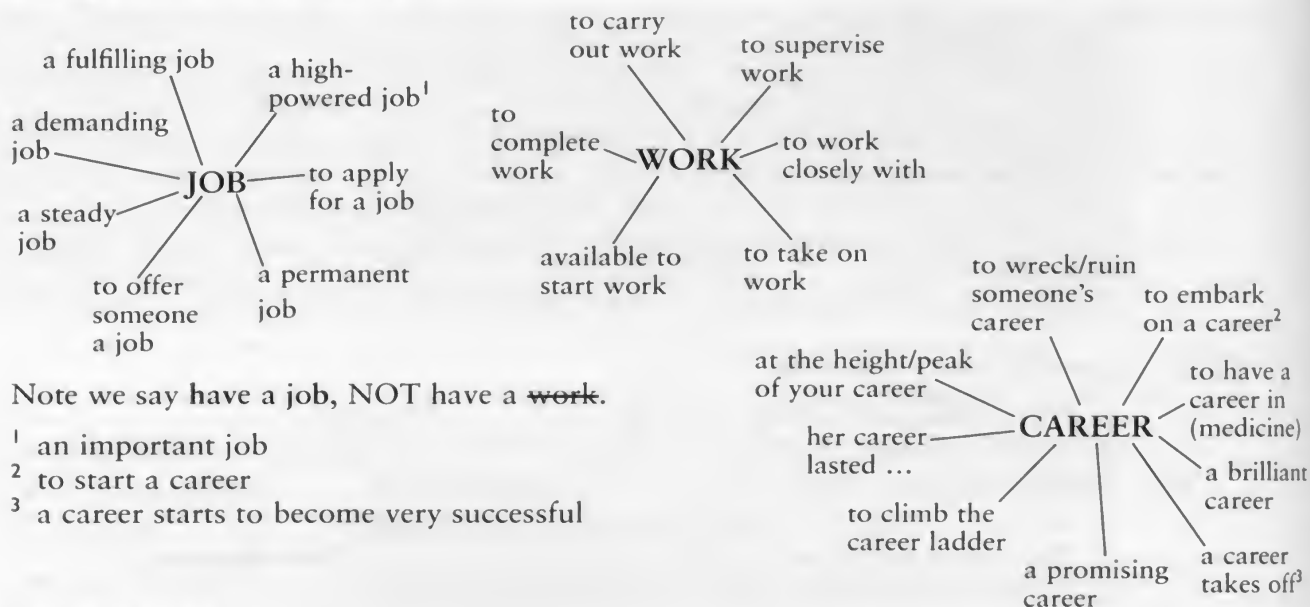 a fulfilling job
a high-
powered job¹
a demanding
job
JOB
to apply
for a job
a steady
job
to offer
someone
a job
a permanent
job
to carry
out work
to supervise
work
to
complete
work
WORK
to work
closely with
available to
start work
to take on
work
to wreck/ruin
someone's
career
to embark
on a career²
at the height/peak
of your career
to have a
career in
(medicine)
CAREER
her career
lasted ...
a brilliant
career
to climb the
career ladder
a promising
career
a career
takes off³
Note we say have a job, NOT have a work.
¹ an important job
² to start a career
³ a career starts to become very successful